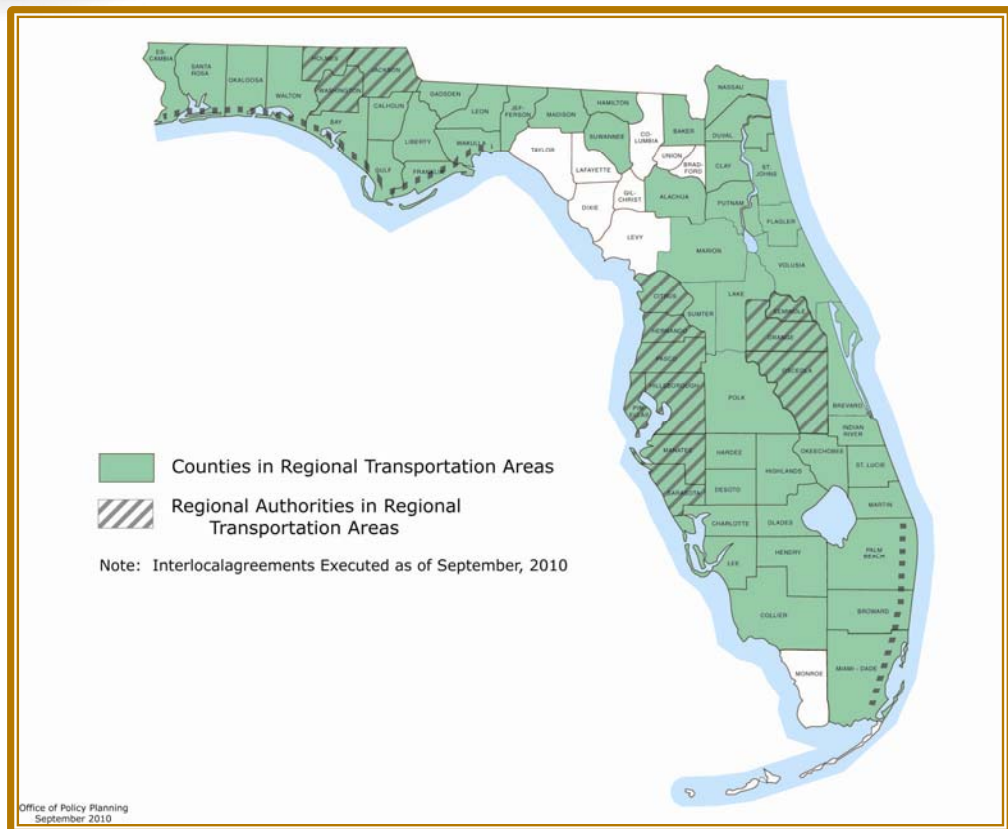 ES-
CAMBIA
SANTA
ROSA
OKALOOSA
WALTON
HOLMES
WASHINGTON
JACKSON
BAY
CALHOUN
GULF
GADSDEN
LIBERTY
FRANKLIN
LEON
WAKULLA
JEF-
FERSON
MADISON
TAYLOR
HAMILTON
SUWANNEE
LAFAYETTE
DIXIE
CO-
LUMBIA
GIL-
CHRIST
LEVY
BAKER
UNION
BRAD-
FORD
ALACHUA
NASSAU
DUVAL
CLAY
ST.
JOHNS
PUTNAM
FLAGLER
MARION
VOLUSIA
CITRUS
SUMTER
LAKE
HERNANDO
PASCO
SEMINOLE
ORANGE
OSCEOLA
HILLSBOROUGH
PIN-
ELLAS
POLK
BREVARD
INDIAN
RIVER
MANATEE
HARDEE
HIGHLANDS
OKEECHOBEE
ST. LUCIE
SARASOTA
DESOTO
MARTIN
CHARLOTTE
GLADES
LEE
HENDRY
PALM
BEACH
COLLIER
BROWARD
MONROE
MIAMI - DADE
Counties in Regional Transportation Areas
Regional Authorities in Regional
Transportation Areas
Note: Interlocalagreements Executed as of September, 2010
Office of Policy Planning
September 2010